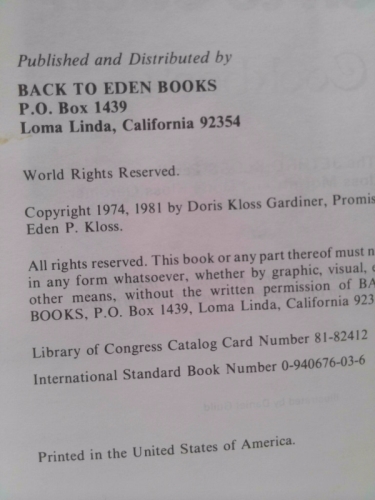 Published and Distributed by
BACK TO EDEN BOOKS
P.O. Box 1439
Loma Linda, California 92354
World Rights Reserved.
Copyright 1974, 1981 by Doris Kloss Gardiner, Promis
Eden P. Kloss.
All rights reserved. This book or any part thereof must n
in any form whatsoever, whether by graphic, visual,
other means, without the written permission of BA
BOOKS, P.O. Box 1439, Loma Linda, California 923
Library of Congress Catalog Card Number 81-82412
International Standard Book Number 0-940676-03-6
Printed in the United States of America.